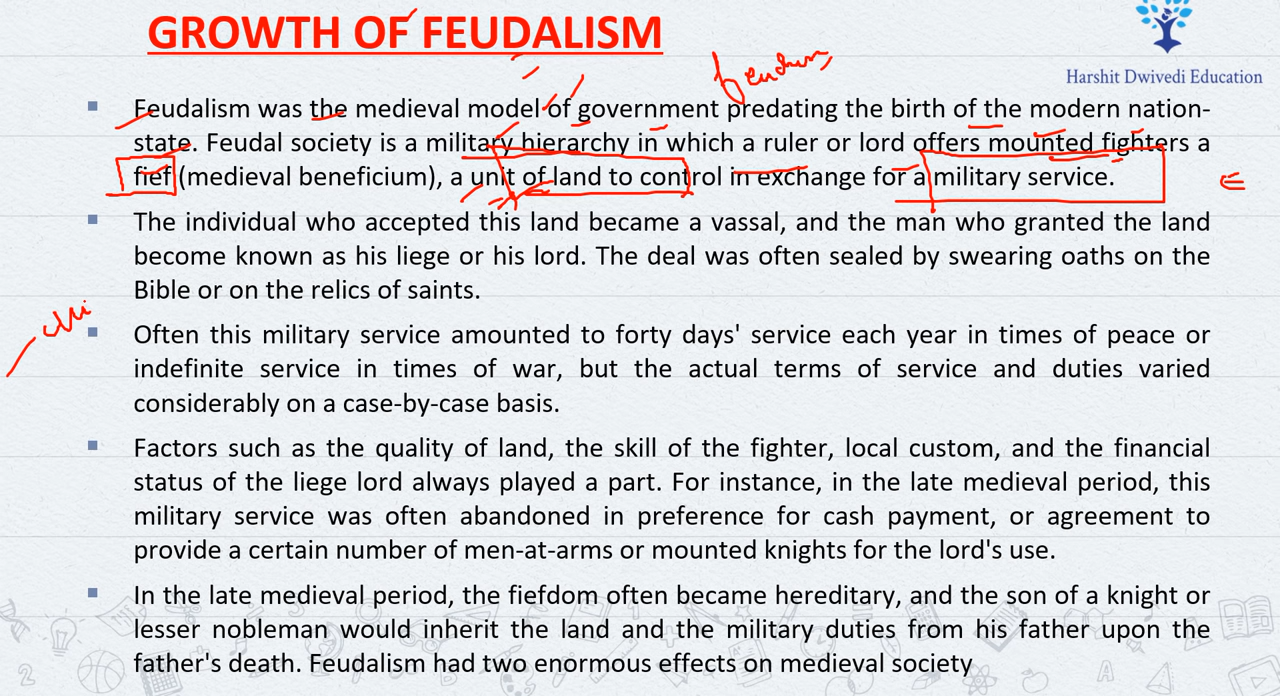 GROWTH OF FEUDALISM
Harshit Dwivedi Education
Feudalism was the medieval model of government predating the birth of the modern nation-
state. Feudal society is a military hierarchy in which a ruler or lord offers mounted fighters a
fief (medieval beneficium), a unit of land to control in exchange for a military service.
The individual who accepted this land became a vassal, and the man who granted the land
become known as his liege or his lord. The deal was often sealed by swearing oaths on the
Bible or on the relics of saints.
Often this military service amounted to forty days' service each year in times of peace or
indefinite service in times of war, but the actual terms of service and duties varied
considerably on a case-by-case basis.
Factors such as the quality of land, the skill of the fighter, local custom, and the financial
status of the liege lord always played a part. For instance, in the late medieval period, this
military service was often abandoned in preference for cash payment, or agreement to
provide a certain number of men-at-arms or mounted knights for the lord's use.
In the late medieval period, the fiefdom often became hereditary, and the son of a knight or
lesser nobleman would inherit the land and the military duties from his father upon the
father's death. Feudalism had two enormous effects on medieval society